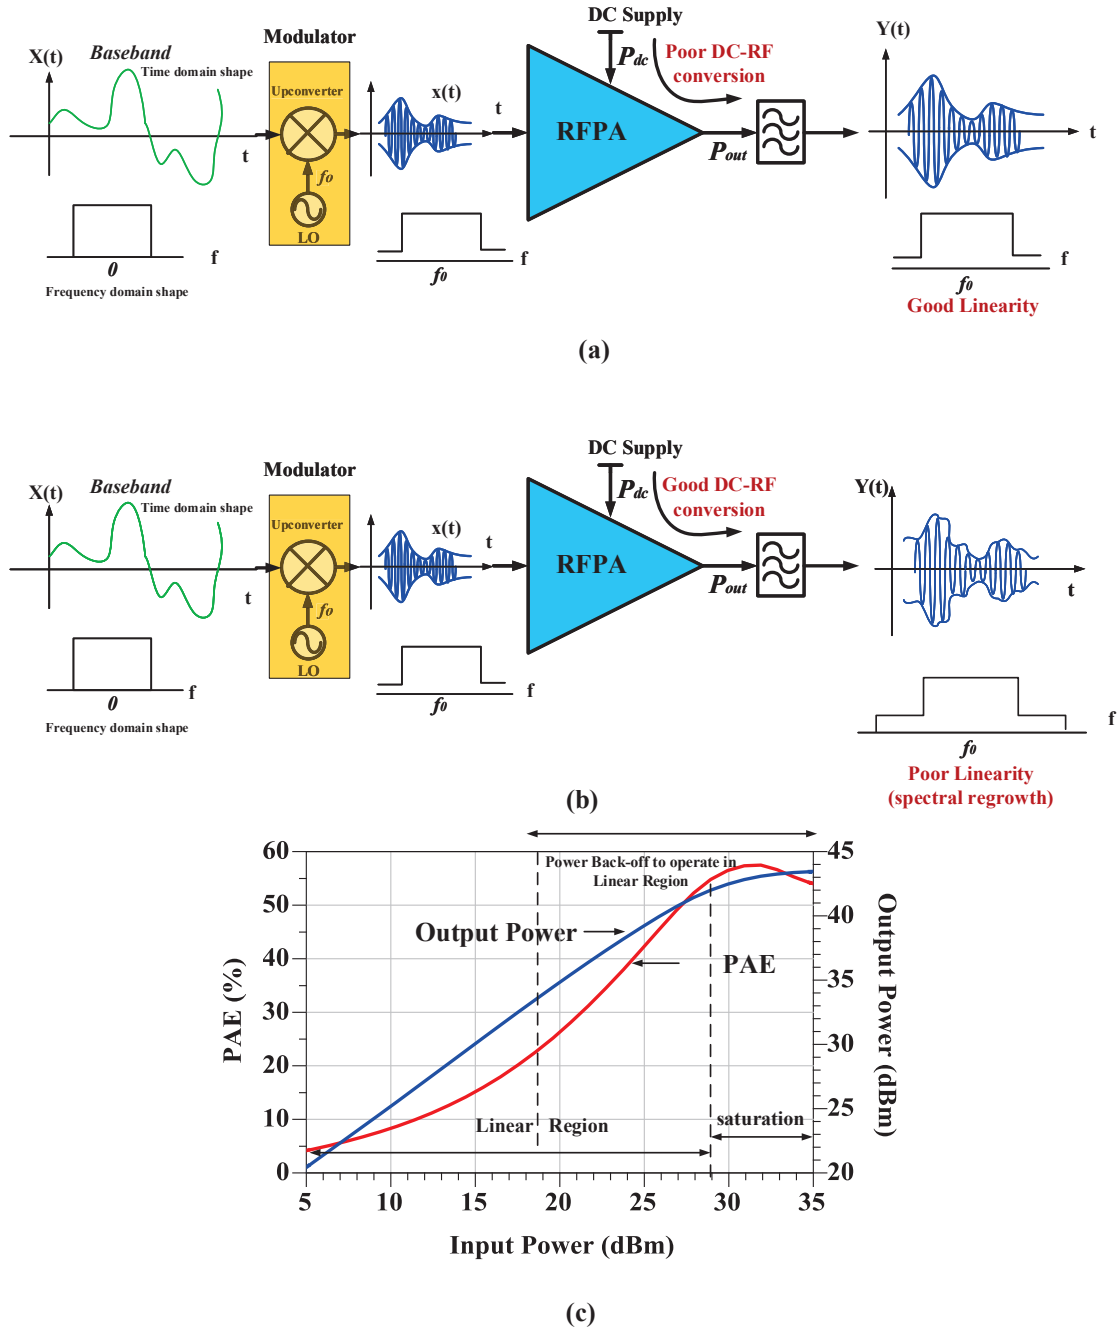 DC Supply
Y(t)
Modulator
Baseband
X(t)
Time domain shape
Pdc
Poor DC-RF
conversion
Upconverter
x(t)
t
RFPA
t
t
fo
Pout
LO
f
0
f
f0
f
f0
Frequency domain shape
Good Linearity
(a)
DC Supply
Modulator
Baseband
X(t)
Time domain shape
Pdc
Good DC-RF
conversion
Y(t)
Upconverter
x(t)
t
RFPA
Pout
t
t
fo
LO
f
0
f
f0
f
f0
Frequency domain shape
Poor Linearity
(spectral regrowth)
(b)
60
50
40
30
20
10
0
PAE (%)
Power Back-off to operate in
Linear Region
Output Power
PAE
Linear Region
saturation
45
40
35
30
25
20
Output Power (dBm)
5 10 15 20 25 30 35
Input Power (dBm)
(c)